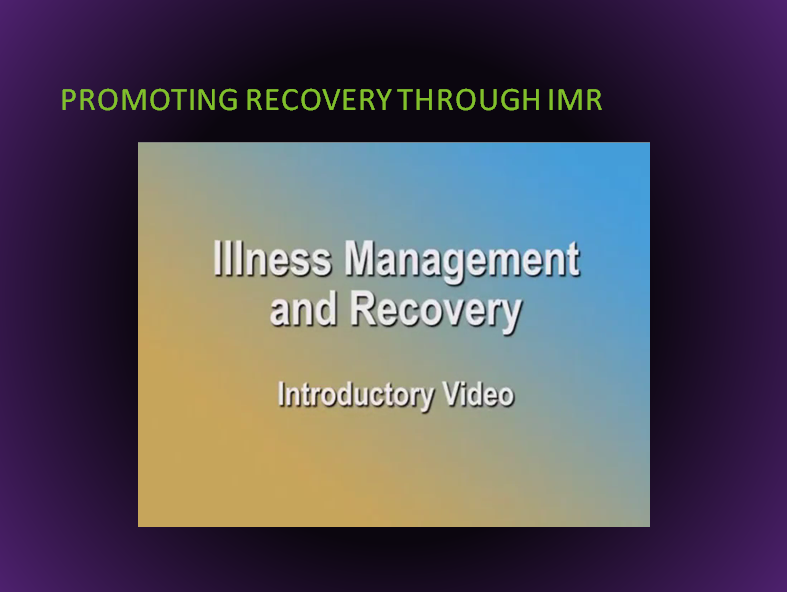 PROMOTING RECOVERY THROUGH IMR
Illness Management
and Recovery
Introductory Video